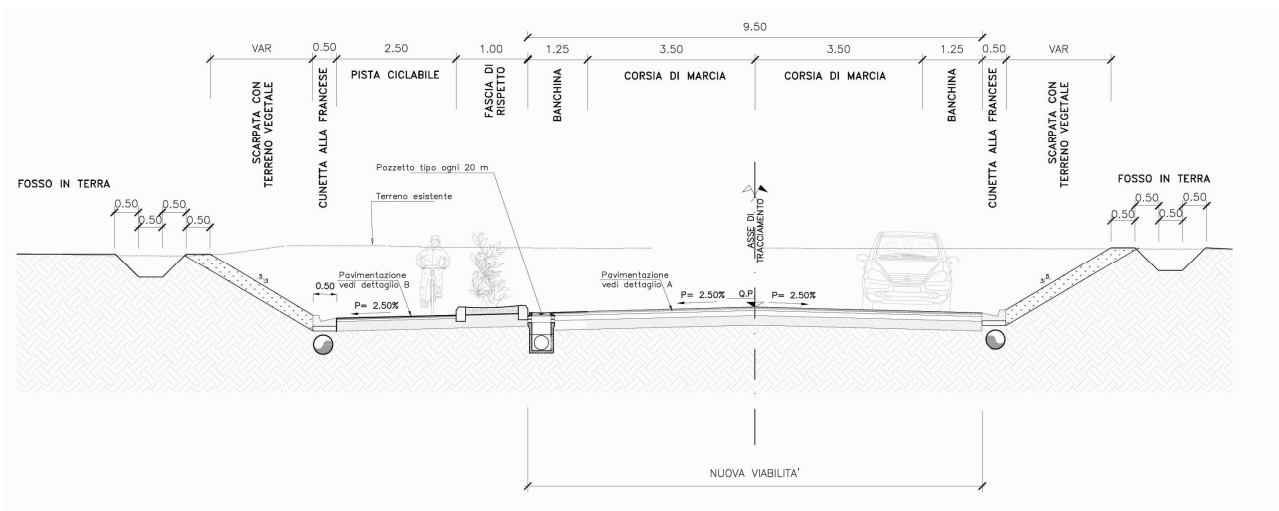 9.50
VAR
0.50
2.50
1.00
1.25
3.50
3.50
1.25
0.50
VAR
SCARPATA CON
TERRENO VEGETALE
CUNETTA ALLA FRANCESE
PISTA CICLABILE
FASCIA DI
RISPETTO
BANCHINA
CORSIA DI MARCIA
CORSIA DI MARCIA
BANCHINA
CUNETTA ALLA FRANCESE
SCARPATA CON
TERRENO VEGETALE
Pozzetto tipo ogni 20 m
FOSSO IN TERRA
Terreno esistente
FOSSO IN TERRA
0.50
0.50
0.50
0.50
ASSE DI
TRACCIAMENTO
0.50
0.50
0.50
0.50
0.50
Pavimentazione
vedi dettaglio B
P= 2.50%
Pavimentazione
vedi dettaglio A
P= 2.50%
Q.P
P= 2.50%
NUOVA VIABILITA'